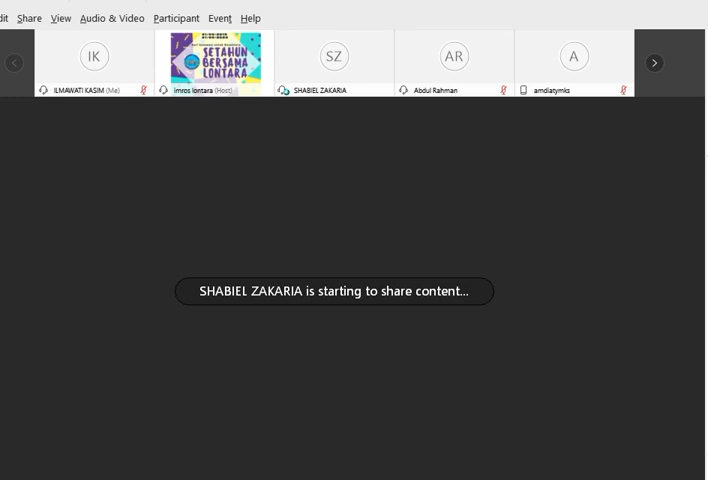 dit Share View Audio & Video Participant Event Help
IK
SETAHUN
BERSAMA
LONTARA
SZ
AR
A
ILMAWATI KASIM (Me)
imros lontara (Host)
SHABIEL ZAKARIA
Abdul Rahman
amdiatymks
SHABIEL ZAKARIA is starting to share content...